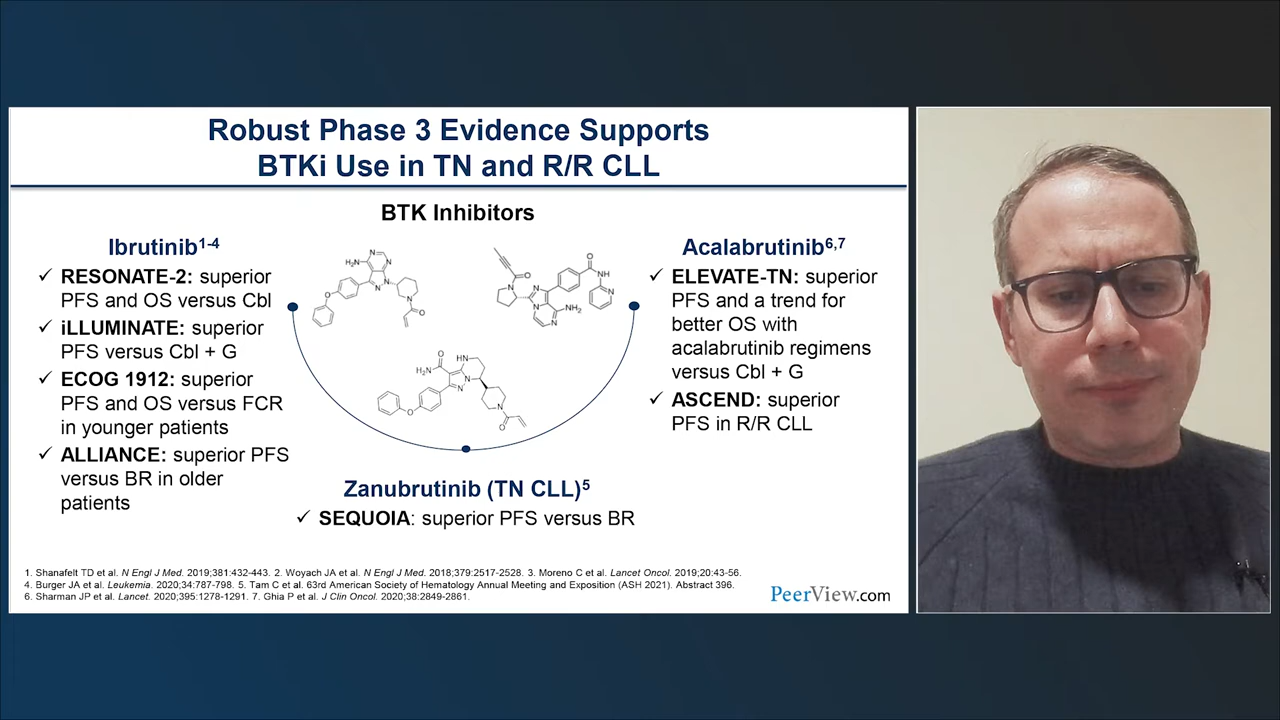 Robust Phase 3 Evidence Supports
BTKi Use in TN and R/R CLL
BTK Inhibitors
Ibrutinib1-4
✓ RESONATE-2: superior
PFS and OS versus Cbl
✓ iLLUMINATE: superior
PFS versus Cbl + G
✓ ECOG 1912: superior
PFS and OS versus FCR
in younger patients
✓ ALLIANCE: superior PFS
versus BR in older
patients
Acalabrutinib6,7
✓ ELEVATE-TN: superior
PFS and a trend for
better OS with
acalabrutinib regimens
versus Cbl + G
✓ ASCEND: superior
PFS in R/R CLL
Zanubrutinib (TN CLL)5
✓ SEQUOIA: superior PFS versus BR
1. Shanafelt TD et al. N Engl J Med. 2019;381:432-443. 2. Woyach JA et al. N Engl J Med. 2018;379:2517-2528. 3. Moreno C et al. Lancet Oncol. 2019;20:43-56.
4. Burger JA et al. Leukemia. 2020;34:787-798. 5. Tam C et al. 63rd American Society of Hematology Annual Meeting and Exposition (ASH 2021). Abstract 396.
6. Sharman JP et al. Lancet. 2020;395:1278-1291. 7. Ghia P et al. J Clin Oncol. 2020;38:2849-2861.
PeerView.com